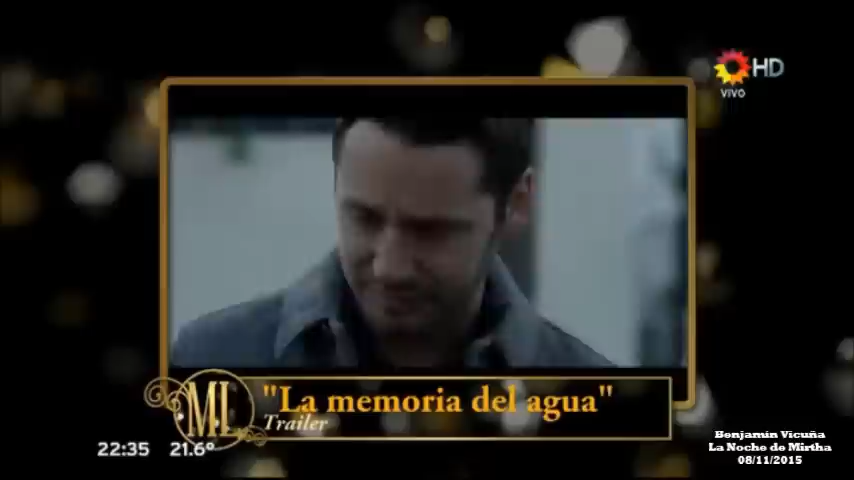 HD
VIVO
ML
"La memoria del agua"
Trailer
22:35 21.6°
Benjamín Vicuña
La Noche de Mirtha
08/11/2015